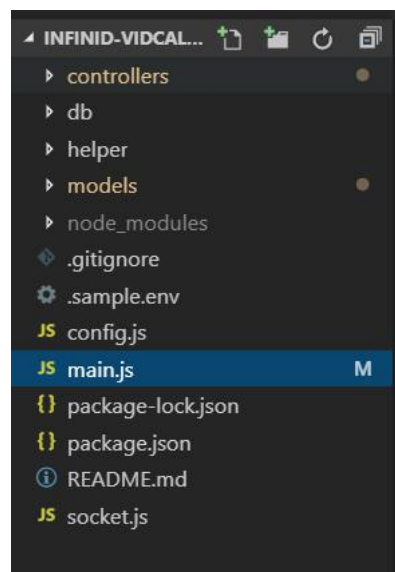 INFINID-VIDCAL...
controllers
db
helper
models
node_modules
.gitignore
.sample.env
JS config.js
JS main.js M
{} package-lock.json
{} package.json
README.md
JS socket.js